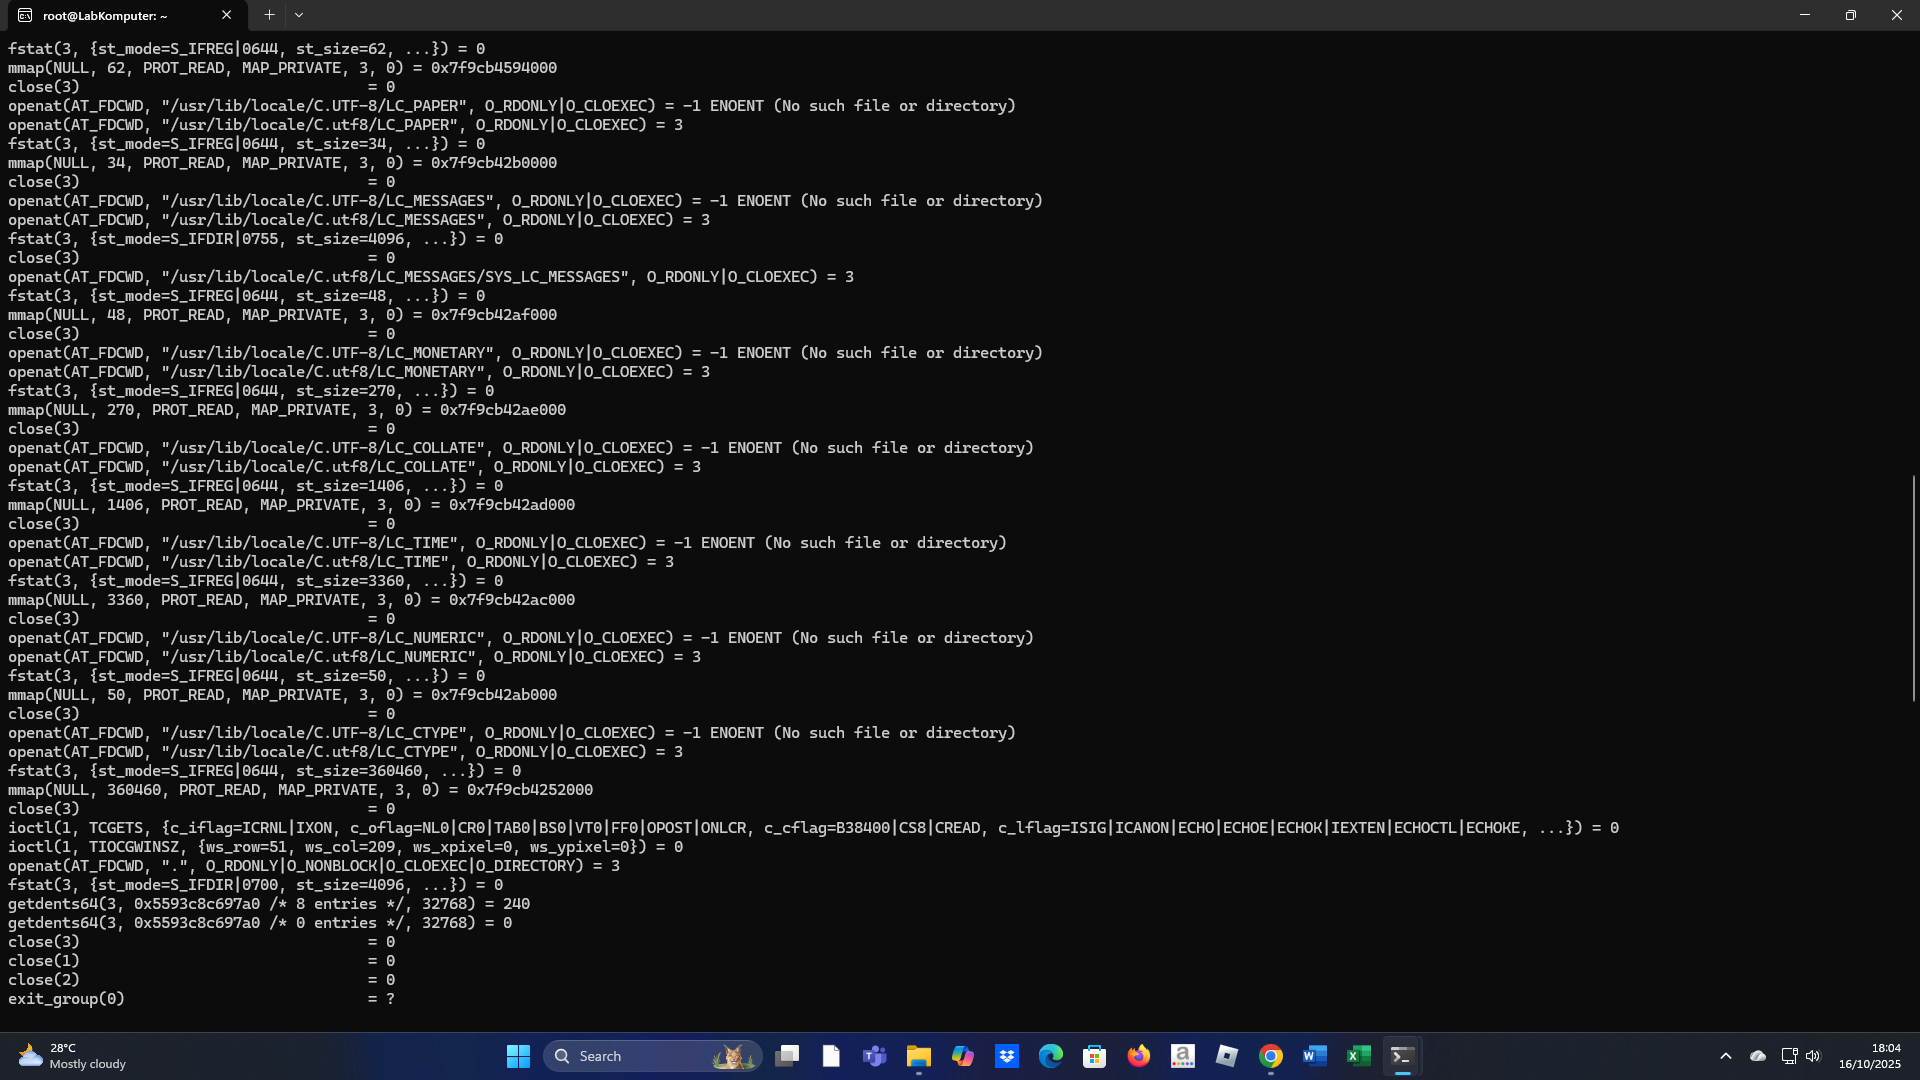 root@LabKomputer: ~
fstat(3, {st_mode=S_IFREG|0644, st_size=62, ...}) = 0
mmap(NULL, 62, PROT_READ, MAP_PRIVATE, 3, 0) = 0x7f9cb4594000
close(3)                                = 0
openat(AT_FDCWD, "/usr/lib/locale/C.UTF-8/LC_PAPER", O_RDONLY|O_CLOEXEC) = -1 ENOENT (No such file or directory)
openat(AT_FDCWD, "/usr/lib/locale/C.utf8/LC_PAPER", O_RDONLY|O_CLOEXEC) = 3
fstat(3, {st_mode=S_IFREG|0644, st_size=34, ...}) = 0
mmap(NULL, 34, PROT_READ, MAP_PRIVATE, 3, 0) = 0x7f9cb42b0000
close(3)                                = 0
openat(AT_FDCWD, "/usr/lib/locale/C.UTF-8/LC_MESSAGES", O_RDONLY|O_CLOEXEC) = -1 ENOENT (No such file or directory)
openat(AT_FDCWD, "/usr/lib/locale/C.utf8/LC_MESSAGES", O_RDONLY|O_CLOEXEC) = 3
fstat(3, {st_mode=S_IFDIR|0755, st_size=4096, ...}) = 0
close(3)                                = 0
openat(AT_FDCWD, "/usr/lib/locale/C.utf8/LC_MESSAGES/SYS_LC_MESSAGES", O_RDONLY|O_CLOEXEC) = 3
fstat(3, {st_mode=S_IFREG|0644, st_size=48, ...}) = 0
mmap(NULL, 48, PROT_READ, MAP_PRIVATE, 3, 0) = 0x7f9cb42af000
close(3)                                = 0
openat(AT_FDCWD, "/usr/lib/locale/C.UTF-8/LC_MONETARY", O_RDONLY|O_CLOEXEC) = -1 ENOENT (No such file or directory)
openat(AT_FDCWD, "/usr/lib/locale/C.utf8/LC_MONETARY", O_RDONLY|O_CLOEXEC) = 3
fstat(3, {st_mode=S_IFREG|0644, st_size=270, ...}) = 0
mmap(NULL, 270, PROT_READ, MAP_PRIVATE, 3, 0) = 0x7f9cb42ae000
close(3)                                = 0
openat(AT_FDCWD, "/usr/lib/locale/C.UTF-8/LC_COLLATE", O_RDONLY|O_CLOEXEC) = -1 ENOENT (No such file or directory)
openat(AT_FDCWD, "/usr/lib/locale/C.utf8/LC_COLLATE", O_RDONLY|O_CLOEXEC) = 3
fstat(3, {st_mode=S_IFREG|0644, st_size=1406, ...}) = 0
mmap(NULL, 1406, PROT_READ, MAP_PRIVATE, 3, 0) = 0x7f9cb42ad000
close(3)                                = 0
openat(AT_FDCWD, "/usr/lib/locale/C.UTF-8/LC_TIME", O_RDONLY|O_CLOEXEC) = -1 ENOENT (No such file or directory)
openat(AT_FDCWD, "/usr/lib/locale/C.utf8/LC_TIME", O_RDONLY|O_CLOEXEC) = 3
fstat(3, {st_mode=S_IFREG|0644, st_size=3360, ...}) = 0
mmap(NULL, 3360, PROT_READ, MAP_PRIVATE, 3, 0) = 0x7f9cb42ac000
close(3)                                = 0
openat(AT_FDCWD, "/usr/lib/locale/C.UTF-8/LC_NUMERIC", O_RDONLY|O_CLOEXEC) = -1 ENOENT (No such file or directory)
openat(AT_FDCWD, "/usr/lib/locale/C.utf8/LC_NUMERIC", O_RDONLY|O_CLOEXEC) = 3
fstat(3, {st_mode=S_IFREG|0644, st_size=50, ...}) = 0
mmap(NULL, 50, PROT_READ, MAP_PRIVATE, 3, 0) = 0x7f9cb42ab000
close(3)                                = 0
openat(AT_FDCWD, "/usr/lib/locale/C.UTF-8/LC_CTYPE", O_RDONLY|O_CLOEXEC) = -1 ENOENT (No such file or directory)
openat(AT_FDCWD, "/usr/lib/locale/C.utf8/LC_CTYPE", O_RDONLY|O_CLOEXEC) = 3
fstat(3, {st_mode=S_IFREG|0644, st_size=360460, ...}) = 0
mmap(NULL, 360460, PROT_READ, MAP_PRIVATE, 3, 0) = 0x7f9cb4252000
close(3)                                = 0
ioctl(1, TCGETS, {c_iflag=ICRNL|IXON, c_oflag=NL0|CR0|TAB0|BS0|VT0|FF0|OPOST|ONLCR, c_cflag=B38400|CS8|CREAD, c_lflag=ISIG|ICANON|ECHO|ECHOE|ECHOK|IEXTEN|ECHOCTL|ECHOKE, ...}) = 0
ioctl(1, TIOCGWINSZ, {ws_row=51, ws_col=209, ws_xpixel=0, ws_ypixel=0}) = 0
openat(AT_FDCWD, ".", O_RDONLY|O_NONBLOCK|O_CLOEXEC|O_DIRECTORY) = 3
fstat(3, {st_mode=S_IFDIR|0700, st_size=4096, ...}) = 0
getdents64(3, 0x5593c8c697a0 /* 8 entries */, 32768) = 240
getdents64(3, 0x5593c8c697a0 /* 0 entries */, 32768) = 0
close(3)                                = 0
close(1)                                = 0
close(2)                                = 0
exit_group(0)                           = ?
28°C
Mostly cloudy
Search
18:04
16/10/2025